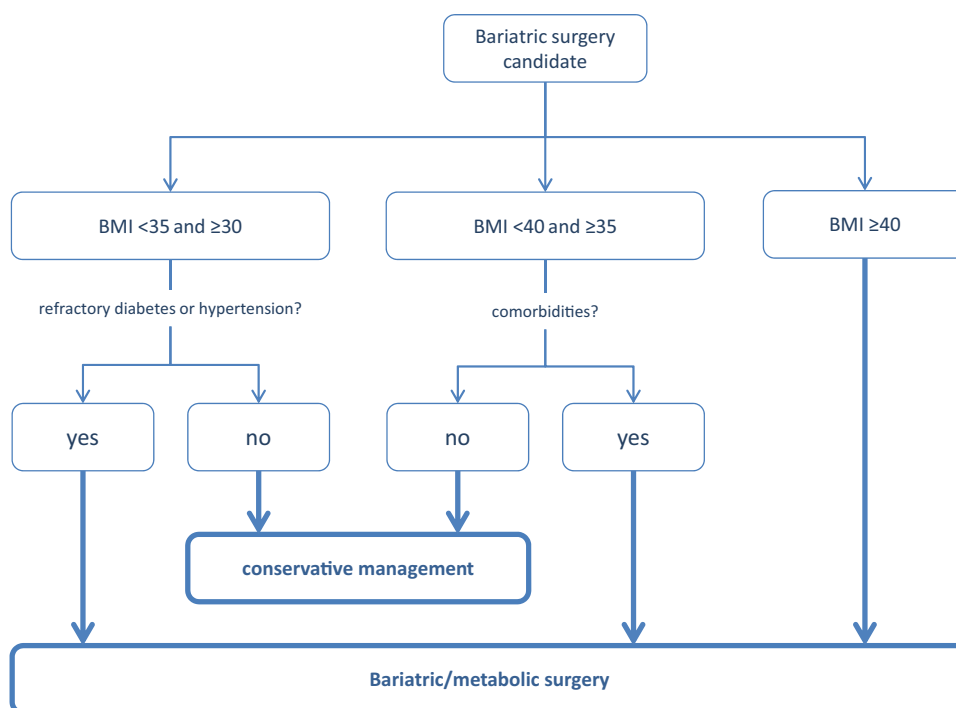 Bariatric surgery
candidate
BMI <35 and ≥30
BMI <40 and ≥35
BMI ≥40
refractory diabetes or hypertension?
comorbidities?
yes
no
no
yes
conservative management
Bariatric/metabolic surgery